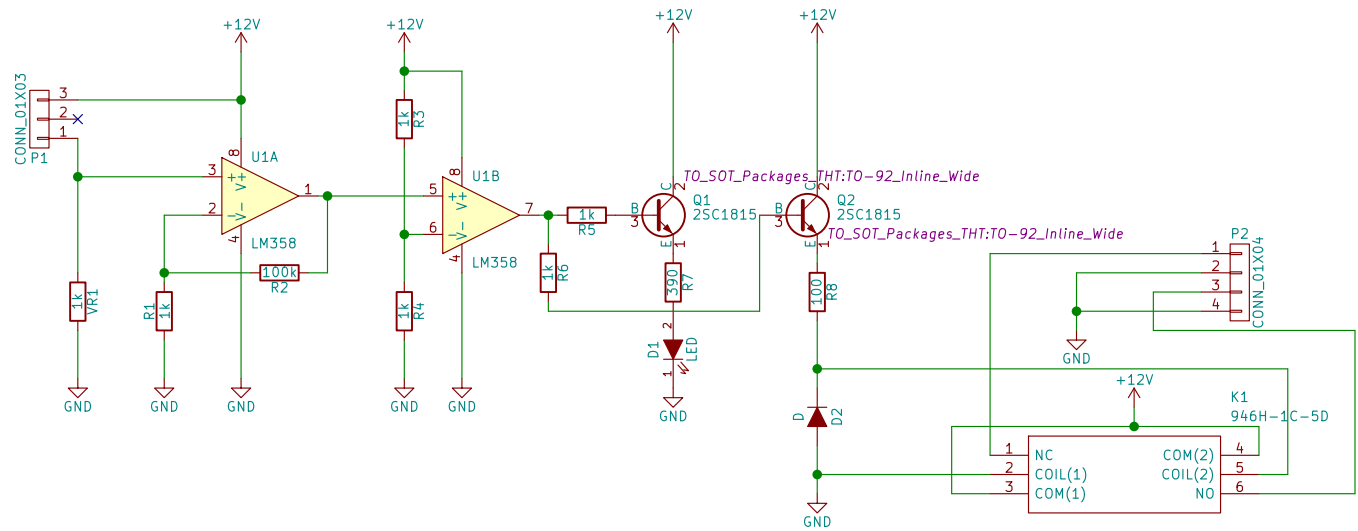 +12V
+12V
+12V
+12V
CONN_01X03
3
2
1
P1
8
U1A
3
V+
+
2
V-
-
1
4
LM358
100k
R2
1k
VR1
R1
1k
GND
GND
GND
1k
R3
8
U1B
5
V+
+
6
V-
-
7
4
LM358
1k
R4
GND
GND
1k
R5
1k
R6
TO_SOT_Packages_THT:TO-92_Inline_Wide
C
2
B
3
E
1
Q1
2SC1815
390
R7
2
D1
LED
1
GND
C
2
B
3
E
1
Q2
2SC1815
TO_SOT_Packages_THT:TO-92_Inline_Wide
100
R8
D
D2
GND
P2
1
2
3
4
CONN_01X04
GND
+12V
K1
946H-1C-5D
1
NC
COM(2)
4
2
COIL(1)
COIL(2)
5
3
COM(1)
NO
6